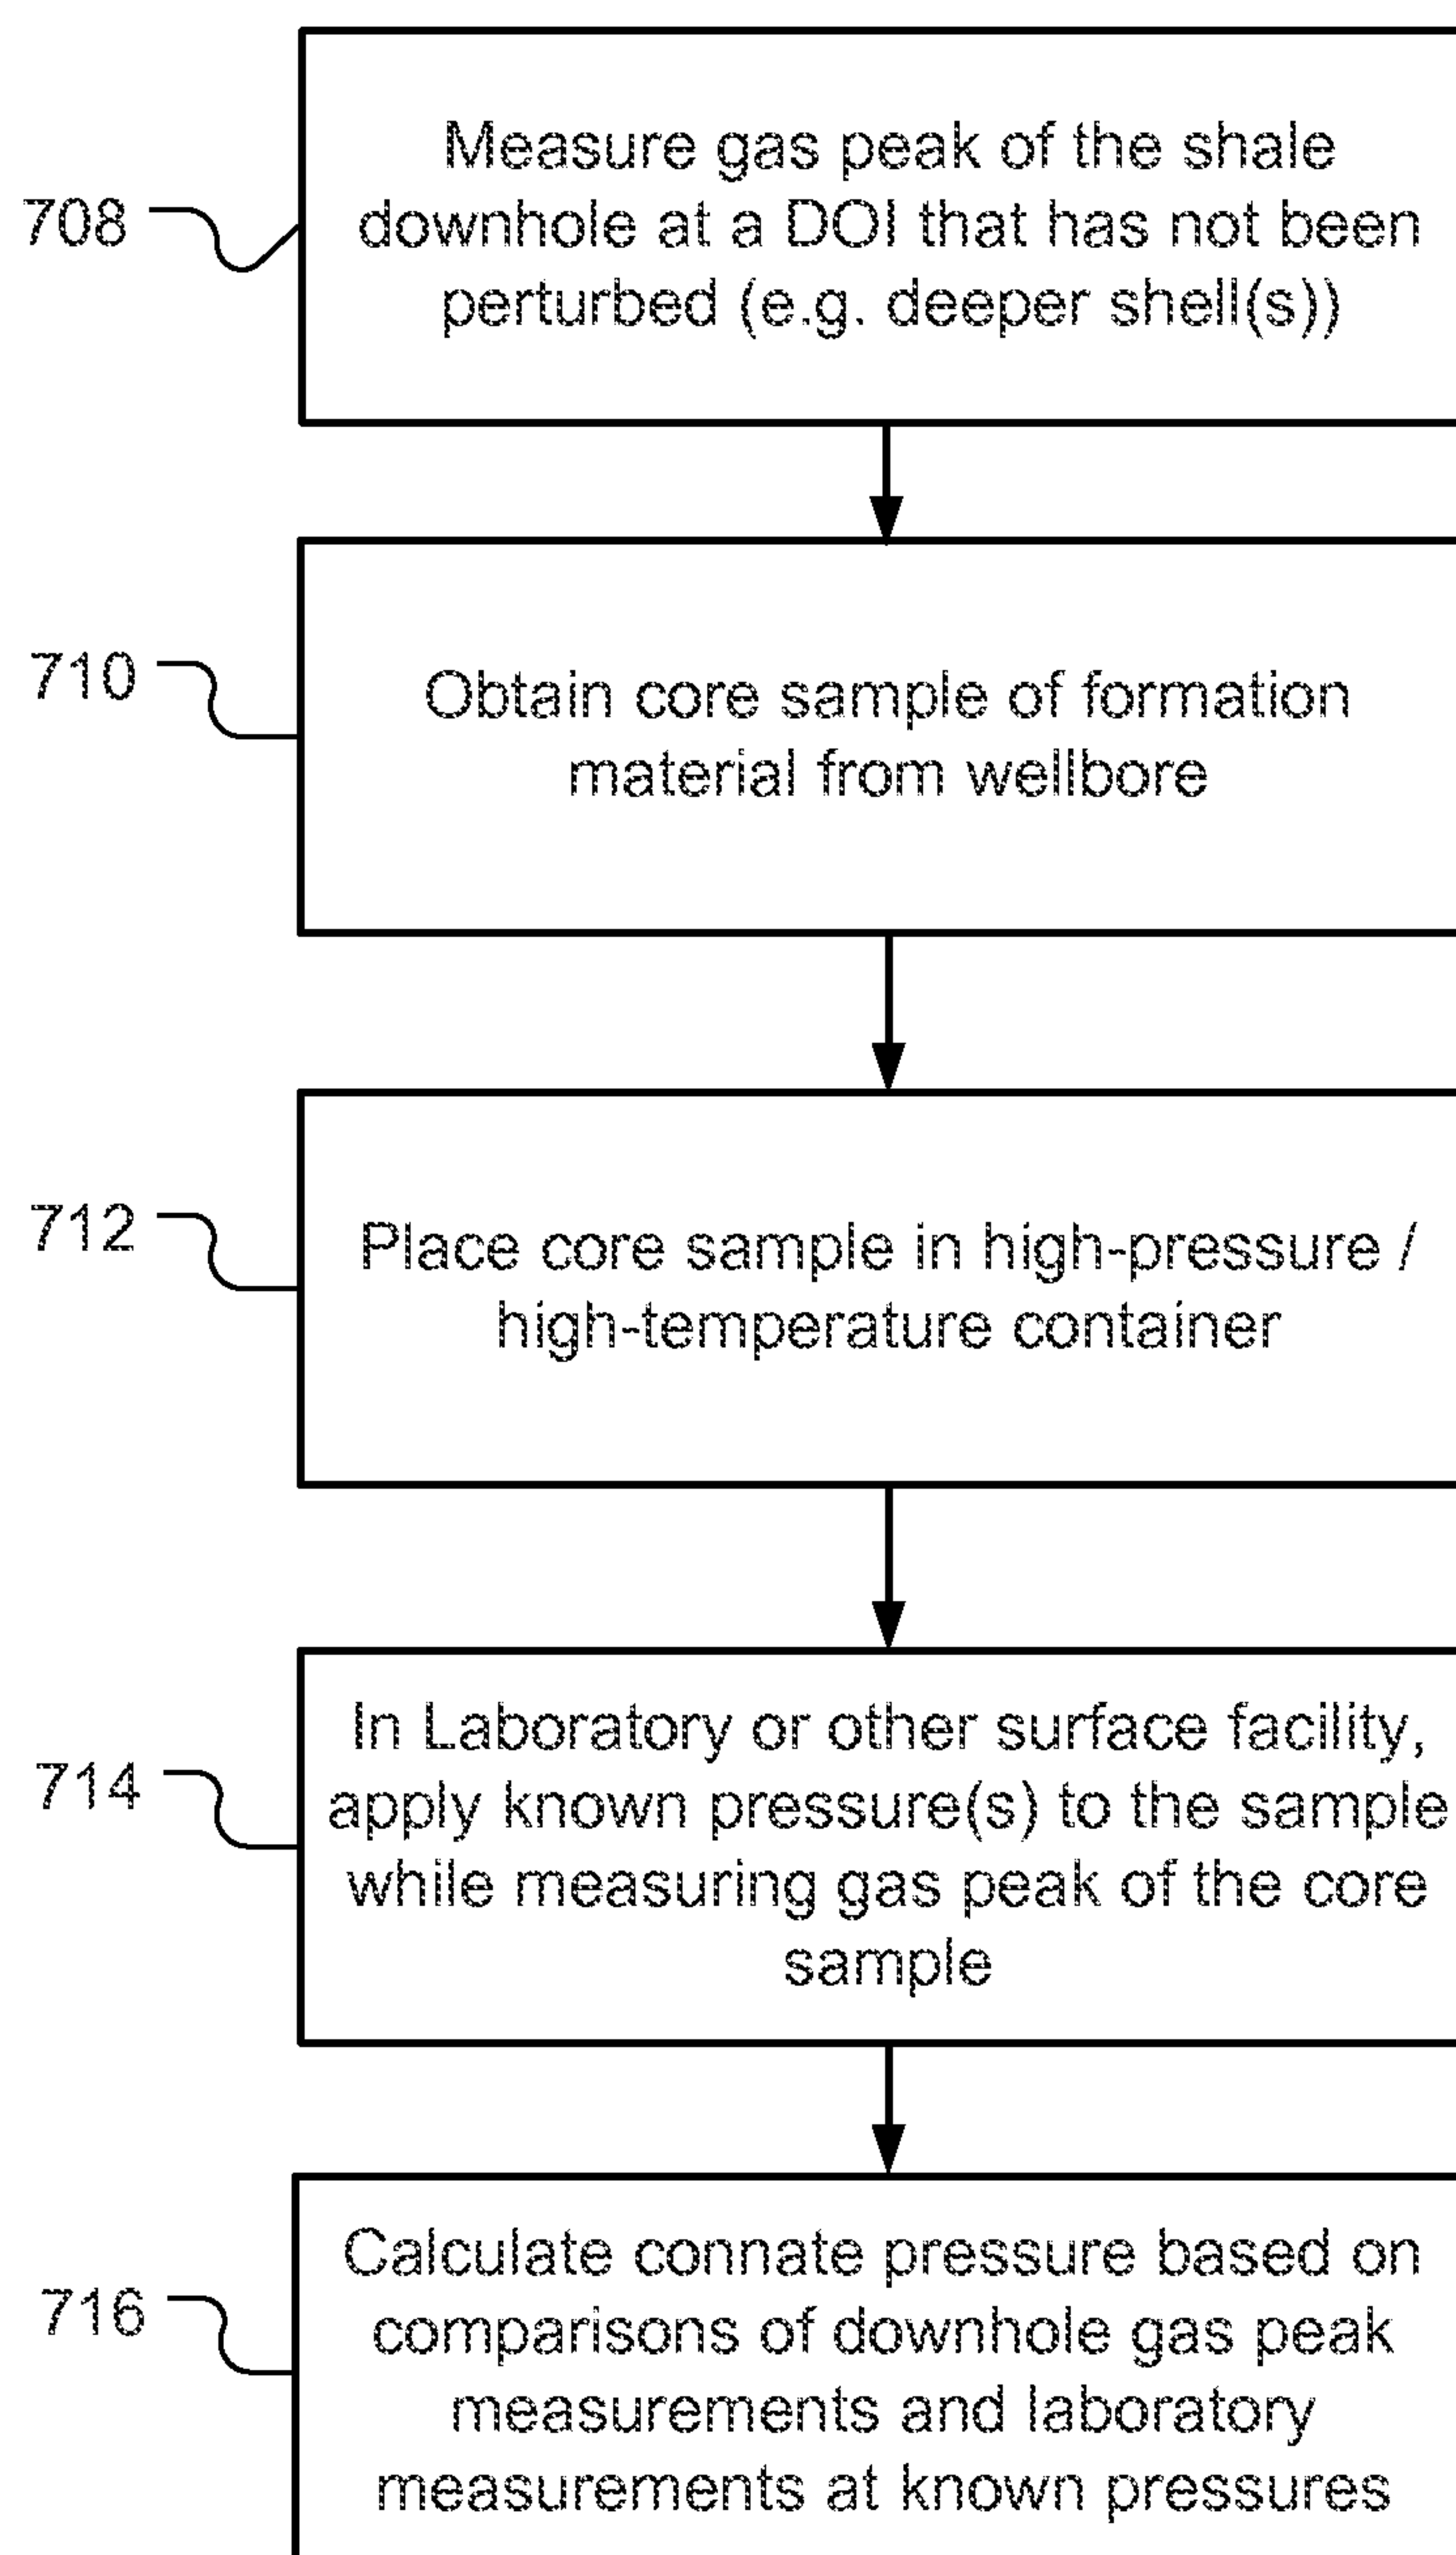 708
Measure gas peak of the shale
downhole at a DOI that has not been
perturbed (e.g. deeper shell(s))
710
Obtain core sample of formation
material from wellbore
712
Place core sample in high-pressure /
high-temperature container
714
In Laboratory or other surface facility,
apply known pressure(s) to the sample
while measuring gas peak of the core
sample
716
Calculate connate pressure based on
comparisons of downhole gas peak
measurements and laboratory
measurements at known pressures